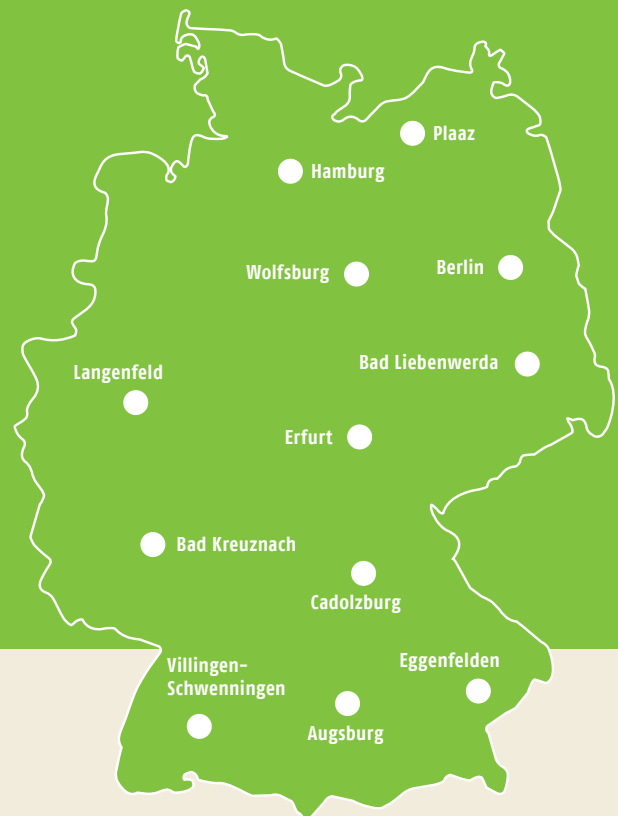 Plaaz
Hamburg
Wolfsburg
Berlin
Bad Liebenwerda
Langenfeld
Erfurt
Bad Kreuznach
Cadolzburg
Villingen-
Schwenningen
Eggenfelden
Augsburg